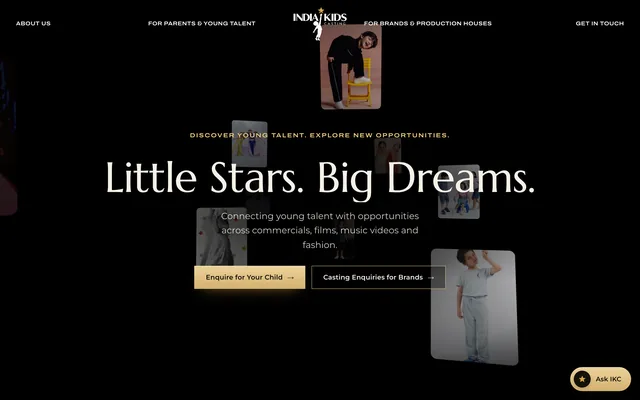 ABOUT US
FOR PARENTS & YOUNG TALENT
INDIA KIDS
CASTING
FOR BRANDS & PRODUCTION HOUSES
GET IN TOUCH
DISCOVER YOUNG TALENT. EXPLORE NEW OPPORTUNITIES.
Little Stars. Big Dreams.
Connecting young talent with opportunities
across commercials, films, music videos and
fashion.
Enquire for Your Child →
Casting Enquiries for Brands →
Ask IKC